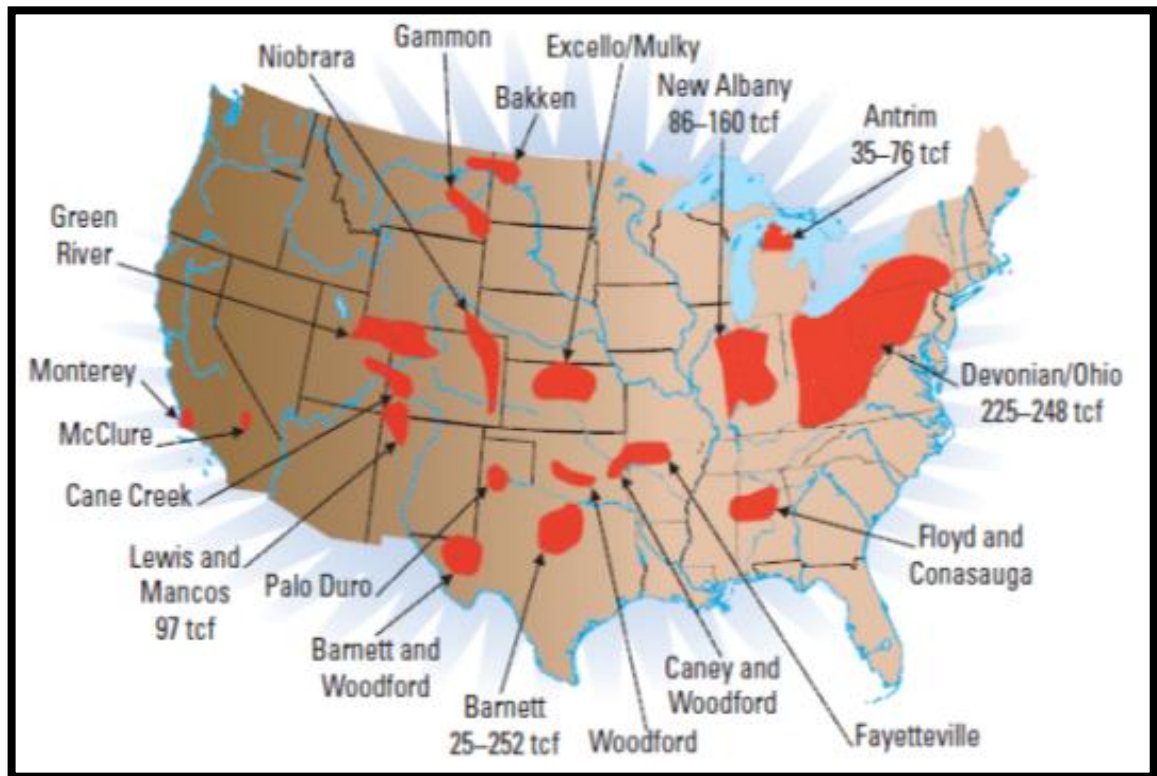 Gammon
Niobrara
Excello/Mulky
Bakken
New Albany
86–160 tcf
Antrim
35–76 tcf
Green
River
Monterey
McClure
Cane Creek
Lewis and
Mancos
97 tcf
Palo Duro
Barnett and
Woodford
Barnett
25–252 tcf
Woodford
Caney and
Woodford
Fayetteville
Floyd and
Conasauga
Devonian/Ohio
225–248 tcf